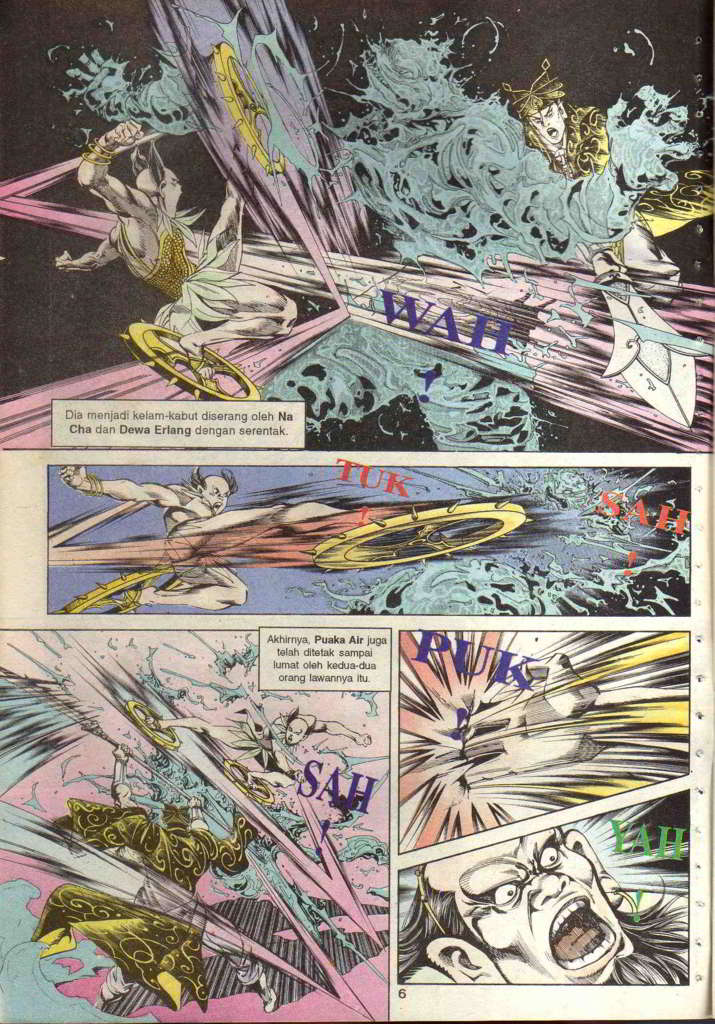 WAH
!
Dia menjadi kelam-kabut diserang oleh Na
Cha dan Dewa Erlang dengan serentak.
TUK
!
SAH
!
Akhirnya, Puaka Air juga
telah ditetak sampai
lumat oleh kedua-dua
orang lawannya itu.
SAH
!
PUK
!
YAH
!
6